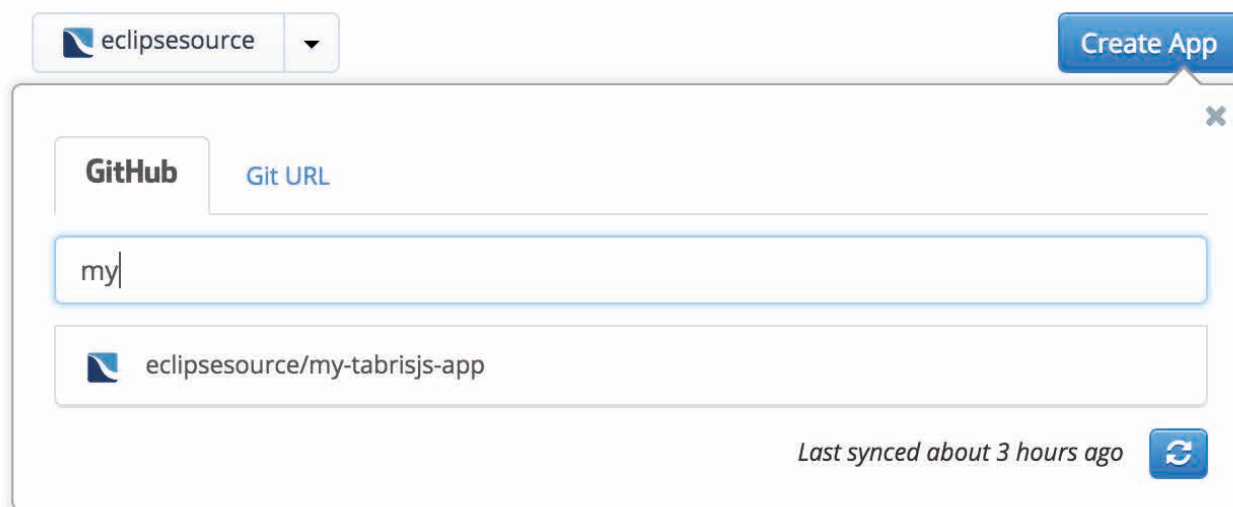 eclipsesource
Create App
GitHub
Git URL
my
eclipsesource/my-tabrisjs-app
Last synced about 3 hours ago